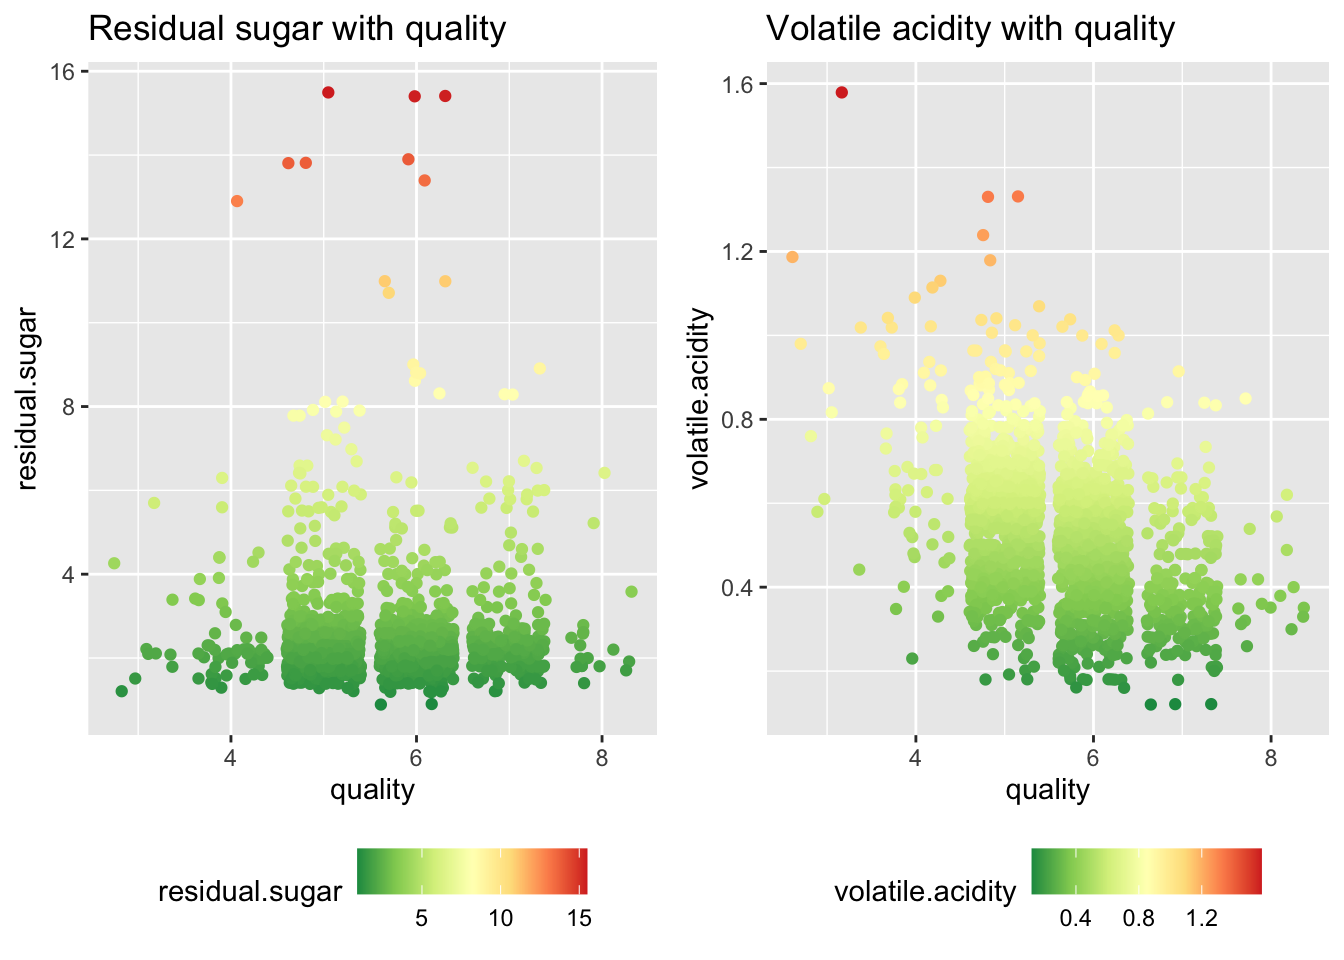 Residual sugar with quality
16
12
8
4
residual.sugar
4 6 8
quality
residual.sugar
5 10 15
Volatile acidity with quality
1.6
1.2
0.8
0.4
volatile.acidity
4 6 8
quality
volatile.acidity
0.4 0.8 1.2